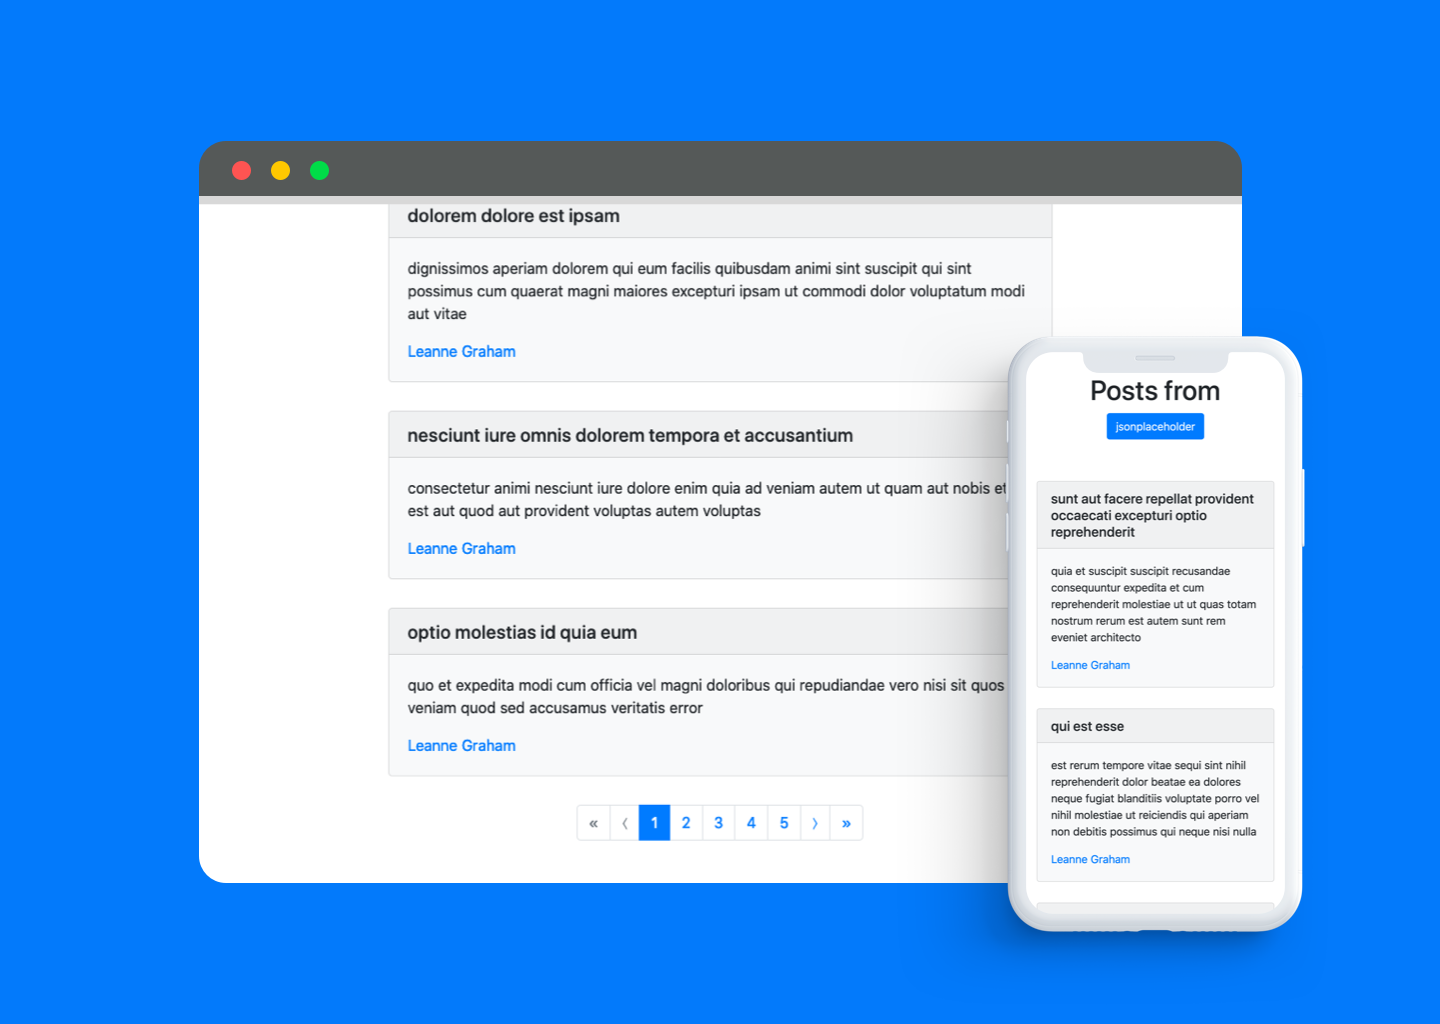 dolorem dolore est ipsam
dignissimos aperiam dolorem qui eum facilis quibusdam animi sint suscipit qui sint
possimus cum quaerat magni maiores excepturi ipsam ut commodi dolor voluptatum modi
aut vitae
Leanne Graham
nesciunt iure omnis dolorem tempora et accusantium
consectetur animi nesciunt iure dolore enim quia ad veniam autem ut quam aut nobis et
est aut quod aut provident voluptas autem voluptas
Leanne Graham
optio molestias id quia eum
quo et expedita modi cum officia vel magni doloribus qui repudiandae vero nisi sit quos
veniam quod sed accusamus veritatis error
Leanne Graham
« ‹ 1 2 3 4 5 › »
Posts from
jsonplaceholder
sunt aut facere repellat provident
occaecati excepturi optio
reprehenderit
quia et suscipit suscipit recusandae
consequuntur expedita et cum
reprehenderit molestiae ut ut quas totam
nostrum rerum est autem sunt rem
eveniet architecto
Leanne Graham
qui est esse
est rerum tempore vitae sequi sint nihil
reprehenderit dolor beatae ea dolores
neque fugiat blanditiis voluptate porro vel
nihil molestiae ut reiciendis qui aperiam
non debitis possimus qui neque nisi nulla
Leanne Graham